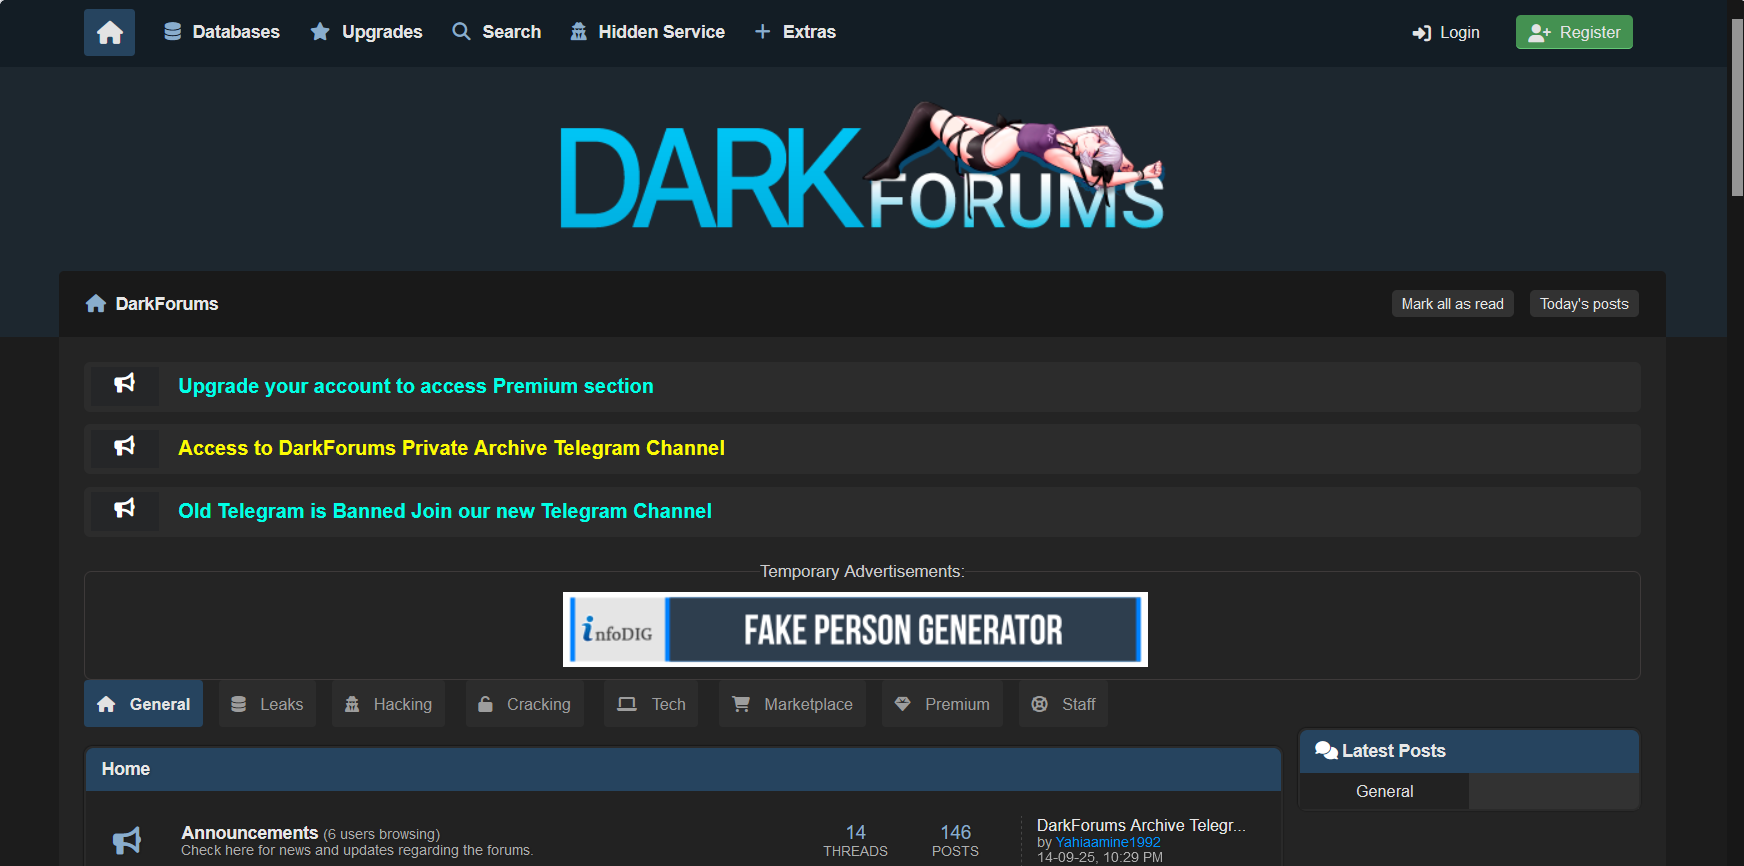 Databases Upgrades Search Hidden Service Extras Login Register
DARK FORUMS
DarkForums Mark all as read Today's posts
Upgrade your account to access Premium section
Access to DarkForums Private Archive Telegram Channel
Old Telegram is Banned Join our new Telegram Channel
Temporary Advertisements:
infoDIG FAKE PERSON GENERATOR
General Leaks Hacking Cracking Tech Marketplace Premium Staff
Home
Announcements (6 users browsing)
Check here for news and updates regarding the forums.
14
THREADS
146
POSTS
DarkForums Archive Telegr...
by Yahiaamine1992
14-09-25, 10:29 PM
Latest Posts
General